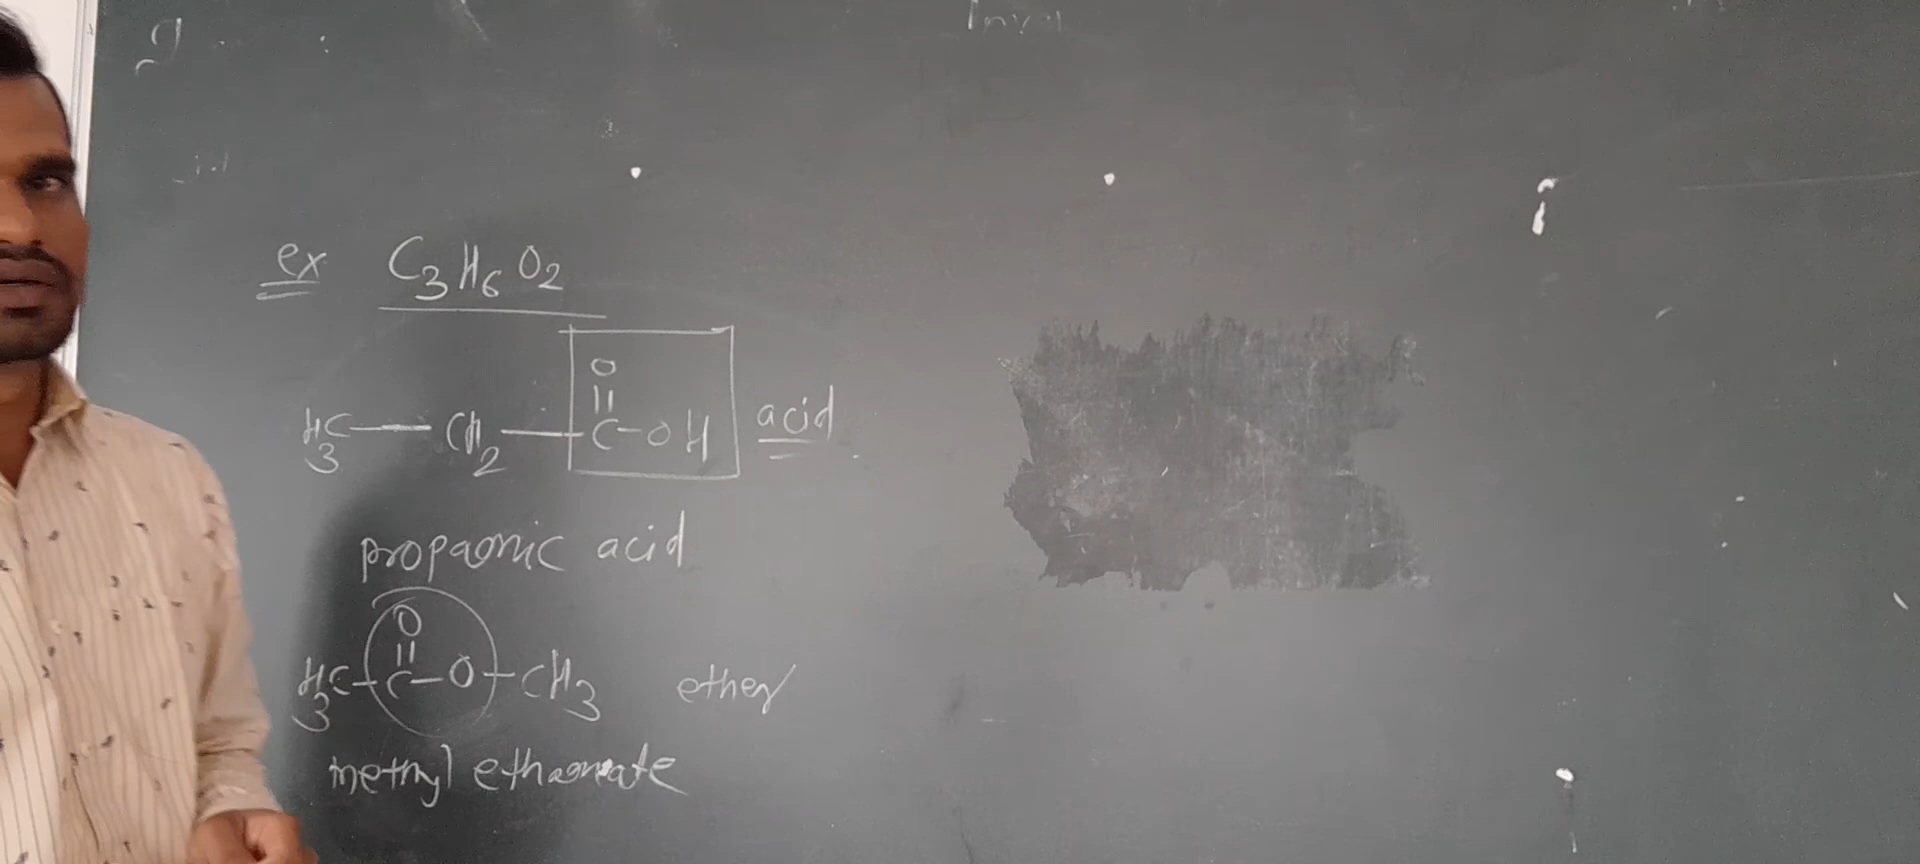 ex C3H6O2
O
||
H3C — CH2 — C-OH acid
propaonic acid
O
||
H3C-C-O-CH3 ether
methyl ethaonate